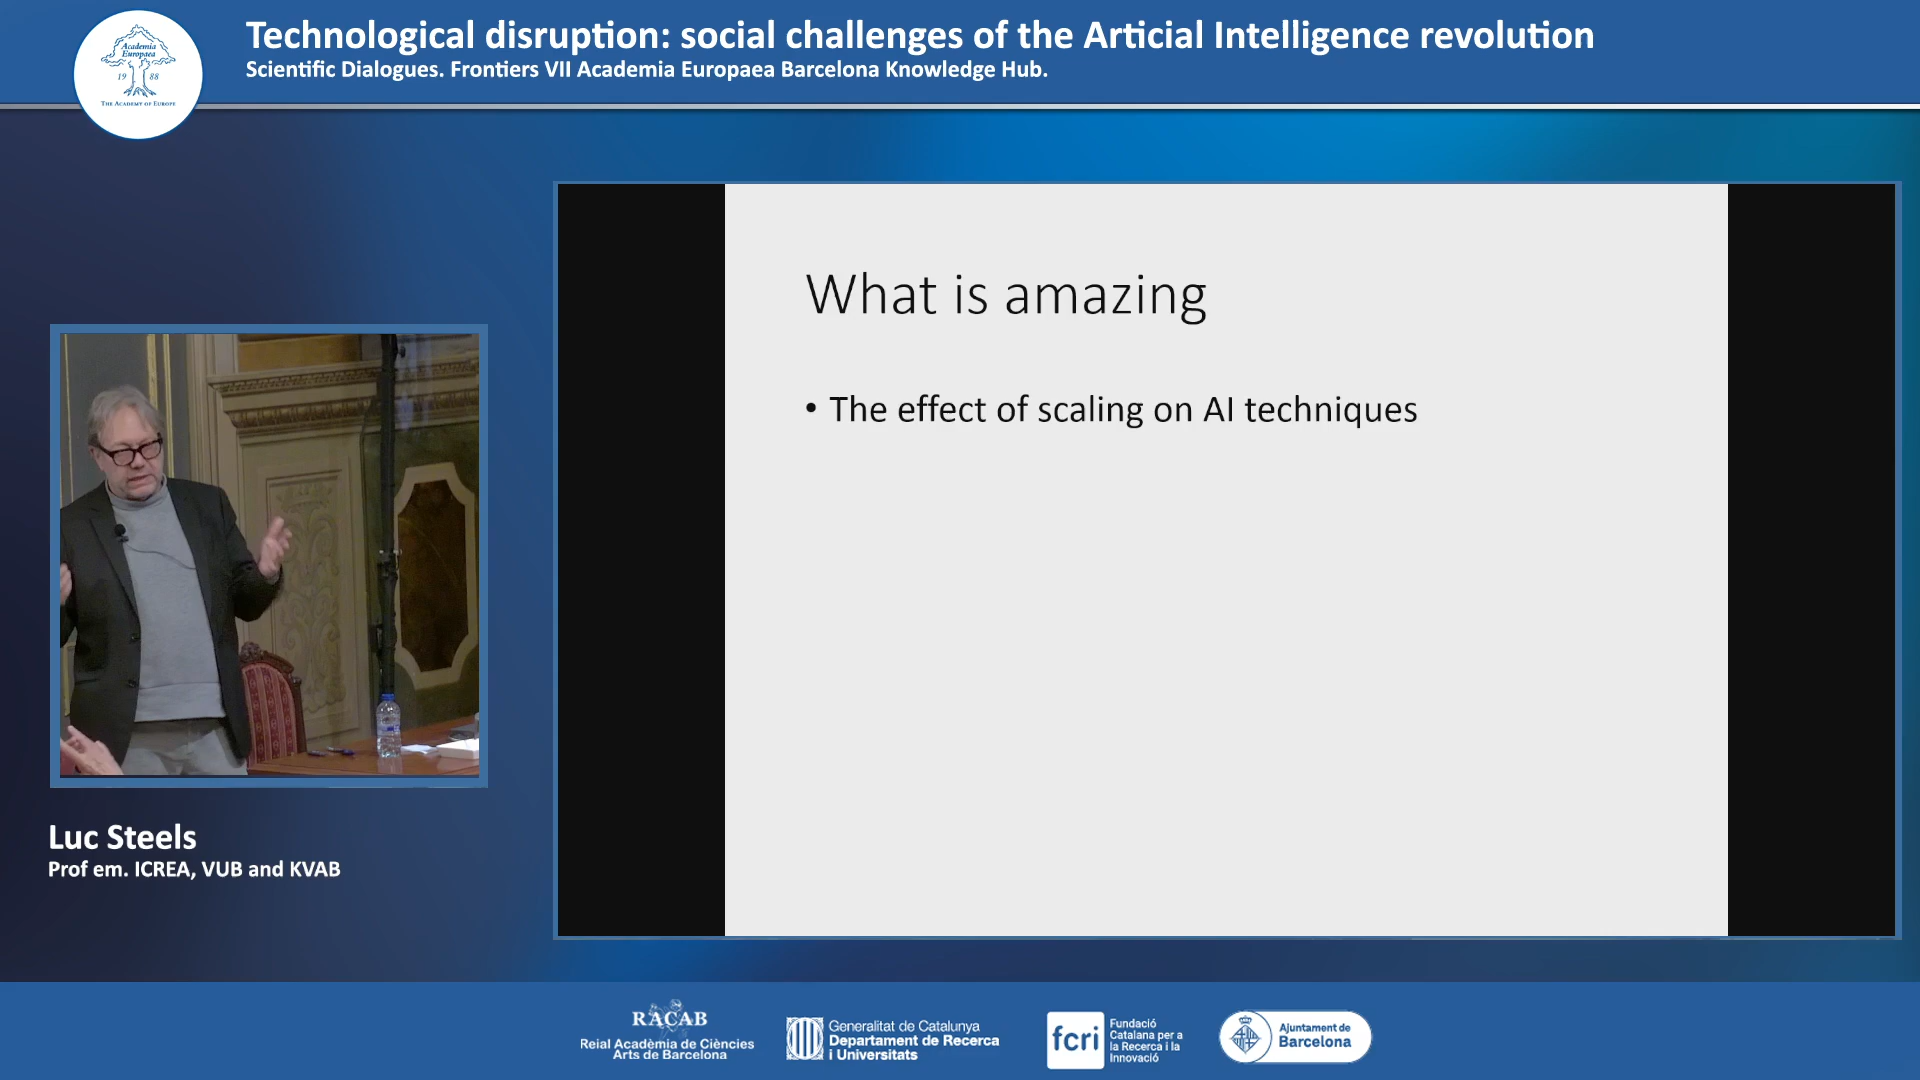 Technological disruption: social challenges of the Articial Intelligence revolution
Scientific Dialogues. Frontiers VII Academia Europaea Barcelona Knowledge Hub.
Academia
Europaea
19 88
THE ACADEMY OF EUROPE
What is amazing
• The effect of scaling on AI techniques
Luc Steels
Prof em. ICREA, VUB and KVAB
RACAB
Reial Acadèmia de Ciències
Arts de Barcelona
Generalitat de Catalunya
Departament de Recerca
i Universitats
fcri
Fundació
Catalana per a
la Recerca i la
Innovació
Ajuntament de
Barcelona